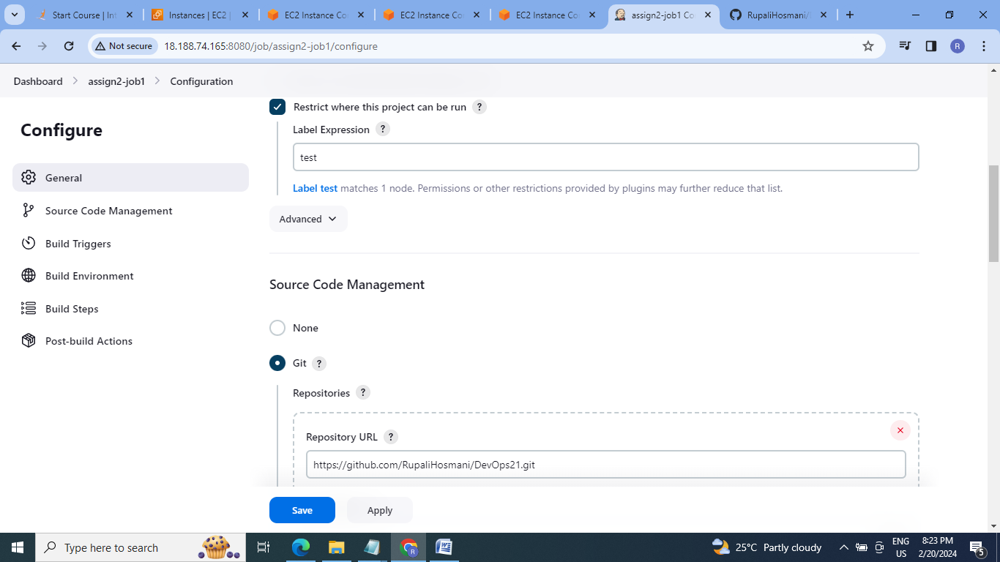 Start Course | Int
Instances | EC2 |
EC2 Instance Co
EC2 Instance Co
EC2 Instance Co
assign2-job1 Co
RupaliHosmani/
Not secure
18.188.74.165:8080/job/assign2-job1/configure
R
Dashboard
assign2-job1
Configuration
Configure
General
Source Code Management
Build Triggers
Build Environment
Build Steps
Post-build Actions
Restrict where this project can be run ?
Label Expression ?
test
Label test matches 1 node. Permissions or other restrictions provided by plugins may further reduce that list.
Advanced
Source Code Management
None
Git ?
Repositories ?
Repository URL ?
https://github.com/RupaliHosmani/DevOps21.git
Save
Apply
Type here to search
R
25°C Partly cloudy
ENG
US
8:23 PM
2/20/2024
5